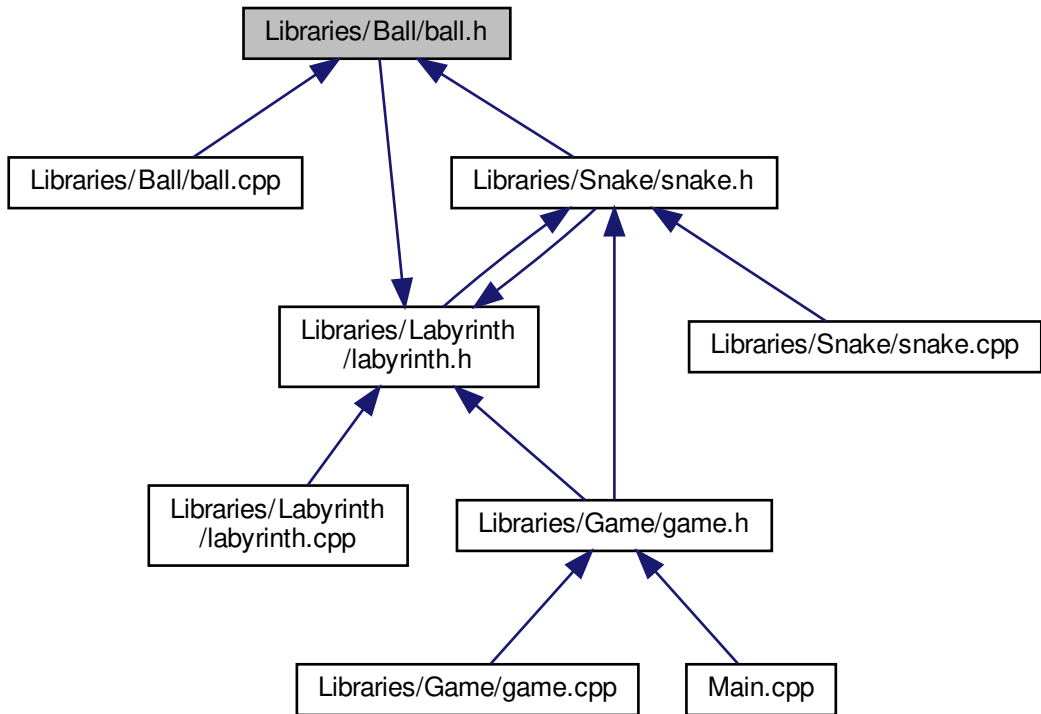 Libraries/Ball/ball.h
Libraries/Ball/ball.cpp
Libraries/Snake/snake.h
Libraries/Labyrinth
/labyrinth.h
Libraries/Snake/snake.cpp
Libraries/Labyrinth
/labyrinth.cpp
Libraries/Game/game.h
Libraries/Game/game.cpp
Main.cpp